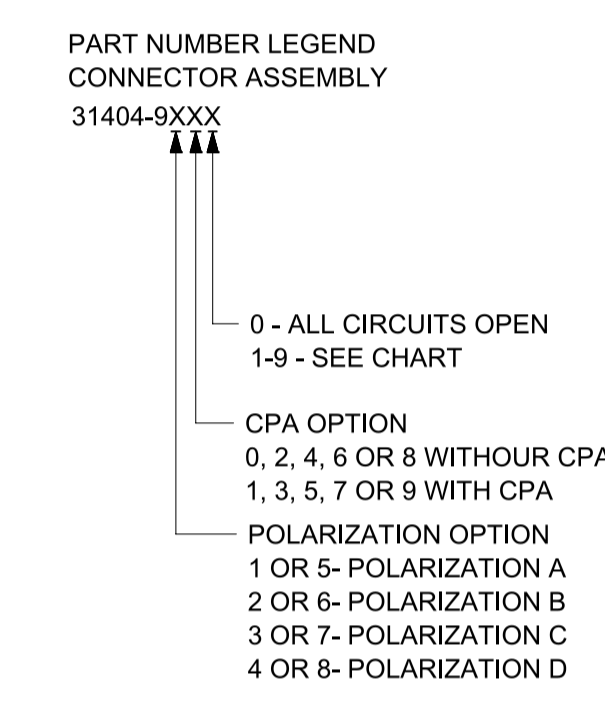 PART NUMBER LEGEND
CONNECTOR ASSEMBLY
31404-9XXX
0 - ALL CIRCUITS OPEN
1-9 - SEE CHART
CPA OPTION
0, 2, 4, 6 OR 8 WITHOUR CPA
1, 3, 5, 7 OR 9 WITH CPA
POLARIZATION OPTION
1 OR 5- POLARIZATION A
2 OR 6- POLARIZATION B
3 OR 7- POLARIZATION C
4 OR 8- POLARIZATION D